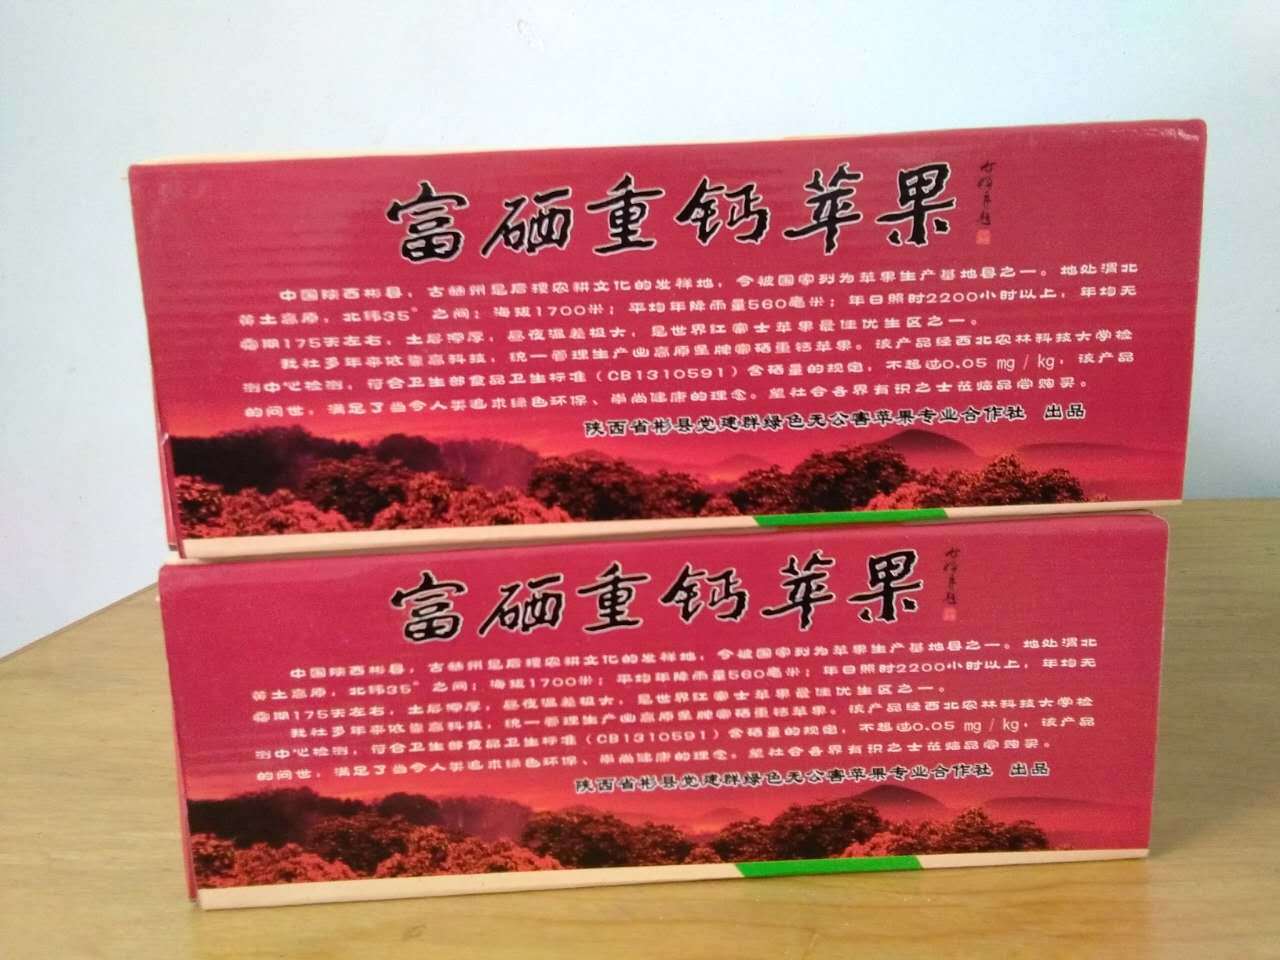 富硒重钙苹果
中国陕西彬县，古豳州是后稷农耕文化的发祥地，今被国家列为苹果生产基地县之一。地处渭北
黄土高原，北纬35°之间；海拔1700米；平均年降雨量560毫米；年日照时2200小时以上，年均无
霜期175天左右，土层深厚，昼夜温差极大，是世界红富士苹果最佳优生区之一。
我社多年来依靠高科技，统一管理生产出高原星牌富硒重钙苹果。该产品经西北农林科技大学检
测中心检测，符合卫生部食品卫生标准（CB1310591）含硒量的规定，不超过0.05 mg / kg，该产品
的问世，满足了当今人类追求绿色环保、崇尚健康的理念。望社会各界有识之士莅临品尝购买。
陕西省彬县党建群绿色无公害苹果专业合作社 出品
富硒重钙苹果
中国陕西彬县，古豳州是后稷农耕文化的发祥地，今被国家列为苹果生产基地县之一。地处渭北
黄土高原，北纬35°之间；海拔1700米；平均年降雨量560毫米；年日照时2200小时以上，年均无
霜期175天左右，土层深厚，昼夜温差极大，是世界红富士苹果最佳优生区之一。
我社多年来依靠高科技，统一管理生产出高原星牌富硒重钙苹果。该产品经西北农林科技大学检
测中心检测，符合卫生部食品卫生标准（CB1310591）含硒量的规定，不超过0.05 mg / kg，该产品
的问世，满足了当今人类追求绿色环保、崇尚健康的理念。望社会各界有识之士莅临品尝购买。
陕西省彬县党建群绿色无公害苹果专业合作社 出品